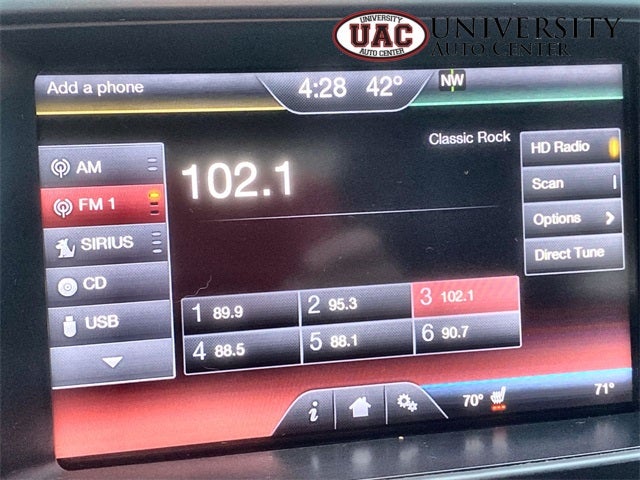 UNIVERSITY
UAC
AUTO CENTER
UNIVERSITY
AUTO CENTER
Add a phone
4:28 42°
NW
Classic Rock
102.1
AM
FM 1
SIRIUS
CD
USB
HD Radio
Scan
Options
Direct Tune
1 89.9
2 95.3
3 102.1
4 88.5
5 88.1
6 90.7
i
70°
71°